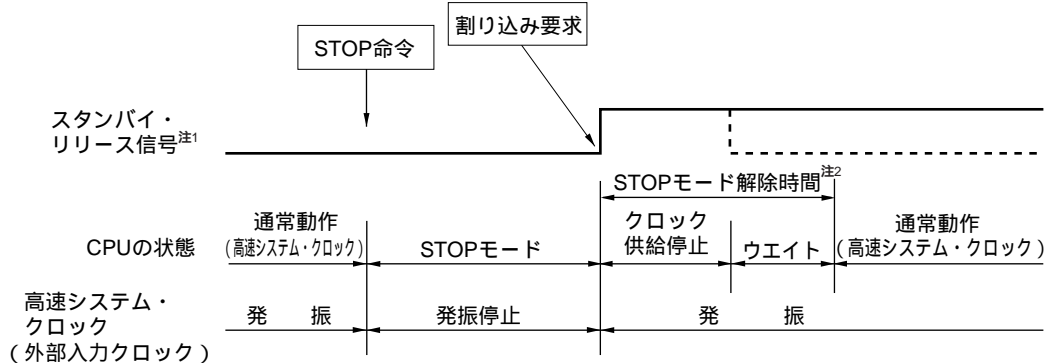 割り込み要求
STOP命令
スタンバイ・
リリース信号注1
STOPモード解除時間注2
CPUの状態
通常動作
(高速システム・クロック)
STOPモード
クロック
供給停止
ウエイト
通常動作
(高速システム・クロック)
高速システム・
クロック
(外部入力クロック)
発 振
発振停止
発 振